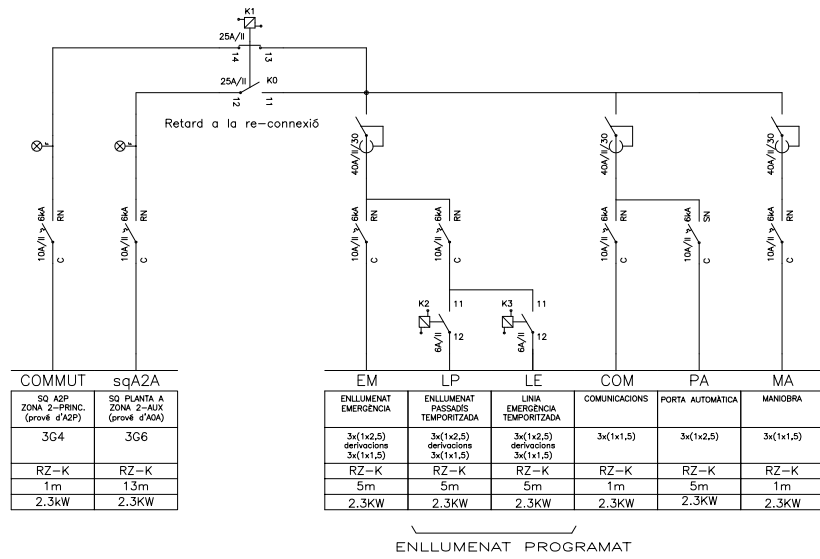 K1
25A/II
14
13
25A/II
K0
12
11
Retard a la re-connexió
40A/II/30
40A/II/30
40A/II/30
10A/II
6kA
RN
C
10A/II
6kA
RN
C
10A/II
6kA
RN
C
10A/II
6kA
RN
C
10A/II
6kA
RN
C
10A/II
6kA
SN
C
10A/II
6kA
RN
C
K2
11
6A/II
12
K3
11
6A/II
12
COMMUT sqA2A EM LP LE COM PA MA
SQ A2P
ZONA 2-PRINC.
(prové d'A2P)
SQ PLANTA A
ZONA 2-AUX
(prové d'A0A)
ENLLUMENAT
EMERGÈNCIA
ENLLUMENAT
PASSADÍS
TEMPORITZADA
LINIA
EMERGÈNCIA
TEMPORITZADA
COMUNICACIONS
PORTA AUTOMÀTICA
MANIOBRA
3G4
3G6
3x(1x2,5)
derivacions
3x(1x1,5)
3x(1x2,5)
derivacions
3x(1x1,5)
3x(1x2,5)
derivacions
3x(1x1,5)
3x(1x1,5)
3x(1x2,5)
3x(1x1,5)
RZ-K RZ-K RZ-K RZ-K RZ-K RZ-K RZ-K RZ-K
1m 13m 5m 5m 5m 1m 5m 1m
2.3kW 2.3KW 2.3KW 2.3KW 2.3KW 2.3KW 2.3KW 2.3KW
ENLLUMENAT PROGRAMAT